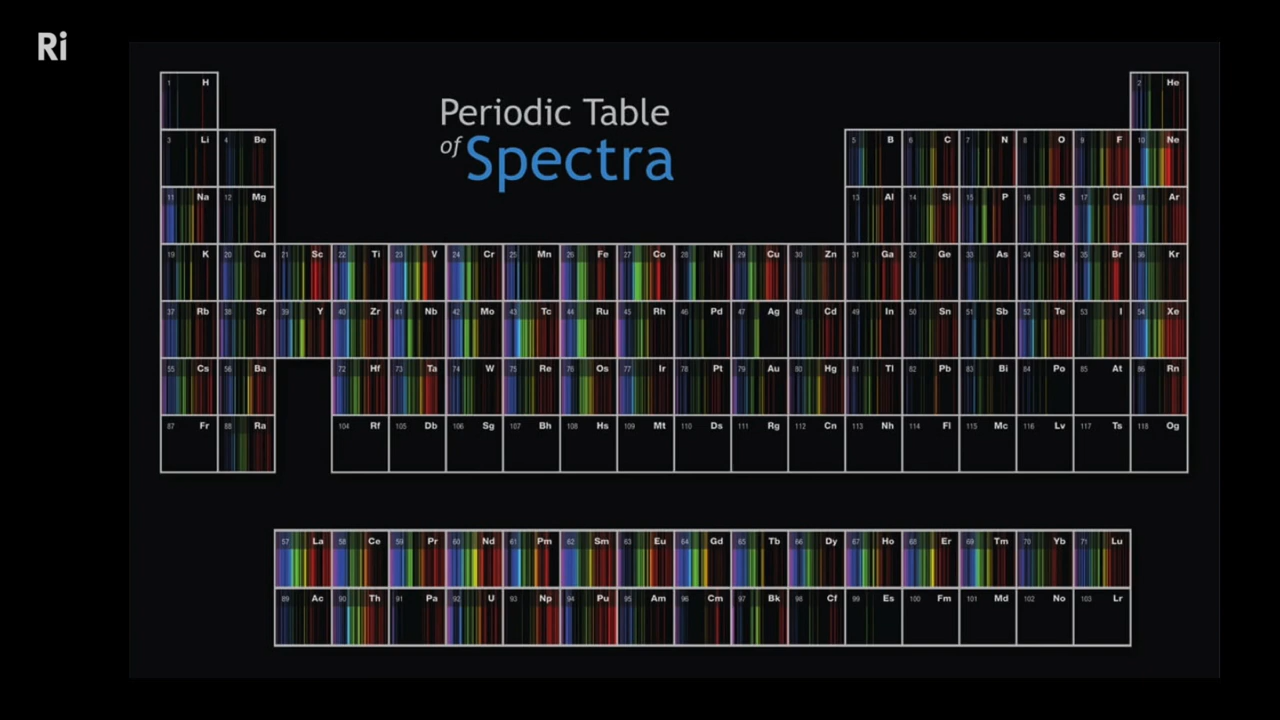 Ri
Periodic Table
of Spectra
1 H 2 He
3 Li 4 Be 5 B 6 C 7 N 8 O 9 F 10 Ne
11 Na 12 Mg 13 Al 14 Si 15 P 16 S 17 Cl 18 Ar
19 K 20 Ca 21 Sc 22 Ti 23 V 24 Cr 25 Mn 26 Fe 27 Co 28 Ni 29 Cu 30 Zn 31 Ga 32 Ge 33 As 34 Se 35 Br 36 Kr
37 Rb 38 Sr 39 Y 40 Zr 41 Nb 42 Mo 43 Tc 44 Ru 45 Rh 46 Pd 47 Ag 48 Cd 49 In 50 Sn 51 Sb 52 Te 53 I 54 Xe
55 Cs 56 Ba 72 Hf 73 Ta 74 W 75 Re 76 Os 77 Ir 78 Pt 79 Au 80 Hg 81 Tl 82 Pb 83 Bi 84 Po 85 At 86 Rn
87 Fr 88 Ra 104 Rf 105 Db 106 Sg 107 Bh 108 Hs 109 Mt 110 Ds 111 Rg 112 Cn 113 Nh 114 Fl 115 Mc 116 Lv 117 Ts 118 Og
57 La 58 Ce 59 Pr 60 Nd 61 Pm 62 Sm 63 Eu 64 Gd 65 Tb 66 Dy 67 Ho 68 Er 69 Tm 70 Yb 71 Lu
89 Ac 90 Th 91 Pa 92 U 93 Np 94 Pu 95 Am 96 Cm 97 Bk 98 Cf 99 Es 100 Fm 101 Md 102 No 103 Lr